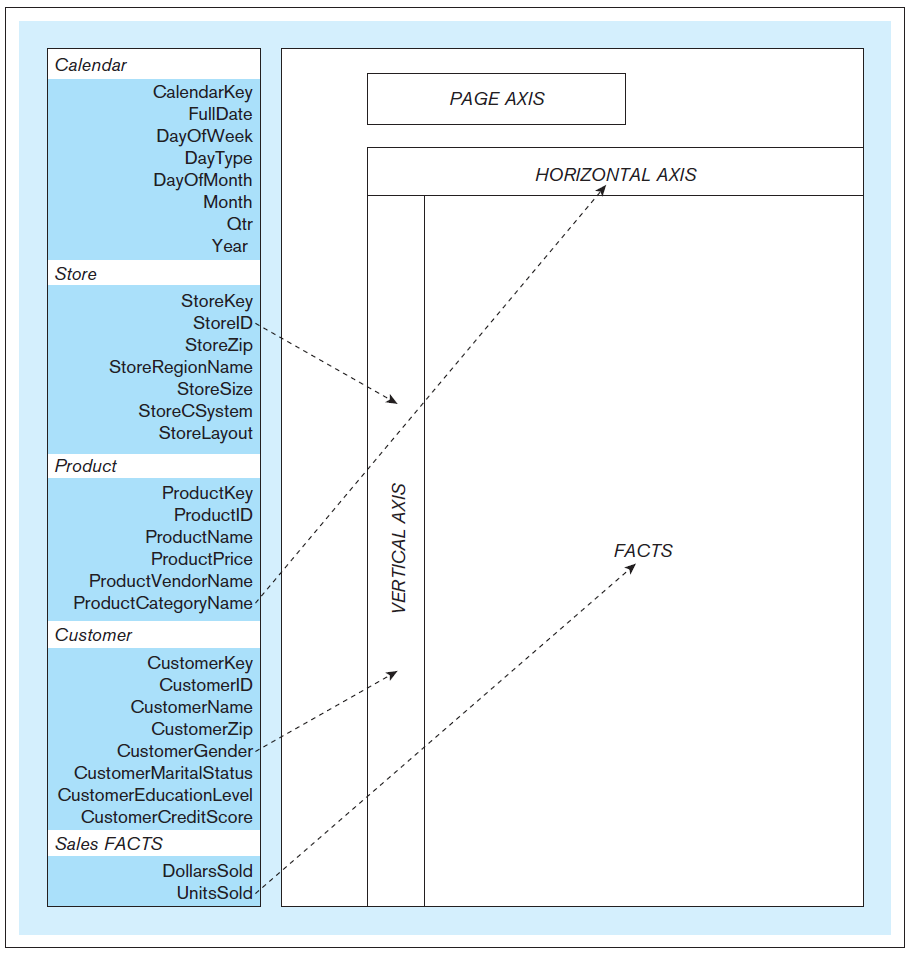 Calendar
CalendarKey
FullDate
DayOfWeek
DayType
DayOfMonth
Month
Qtr
Year
Store
StoreKey
StoreID
StoreZip
StoreRegionName
StoreSize
StoreCSystem
StoreLayout
Product
ProductKey
ProductID
ProductName
ProductPrice
ProductVendorName
ProductCategoryName
Customer
CustomerKey
CustomerID
CustomerName
CustomerZip
CustomerGender
CustomerMaritalStatus
CustomerEducationLevel
CustomerCreditScore
Sales FACTS
DollarsSold
UnitsSold
PAGE AXIS
HORIZONTAL AXIS
VERTICAL AXIS
FACTS